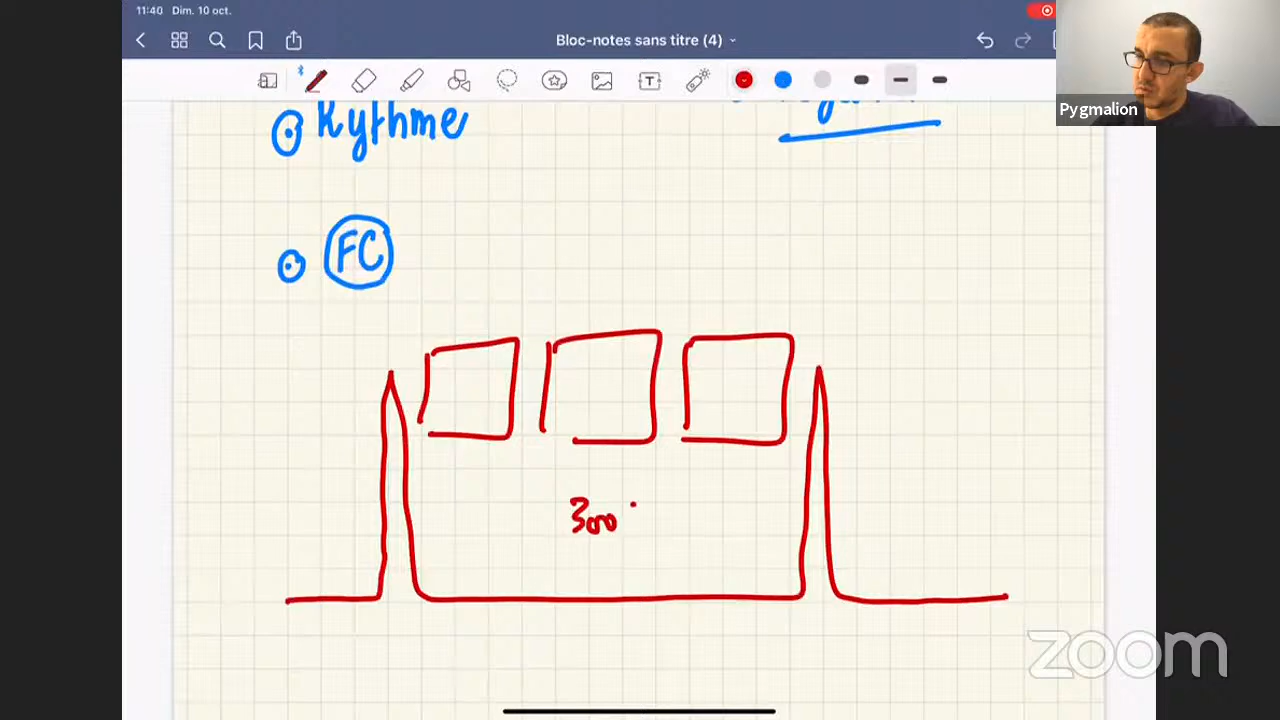 11:40 Dim. 10 oct.
Bloc-notes sans titre (4)
T
Pygmalion
Rythme
FC
300
zoom